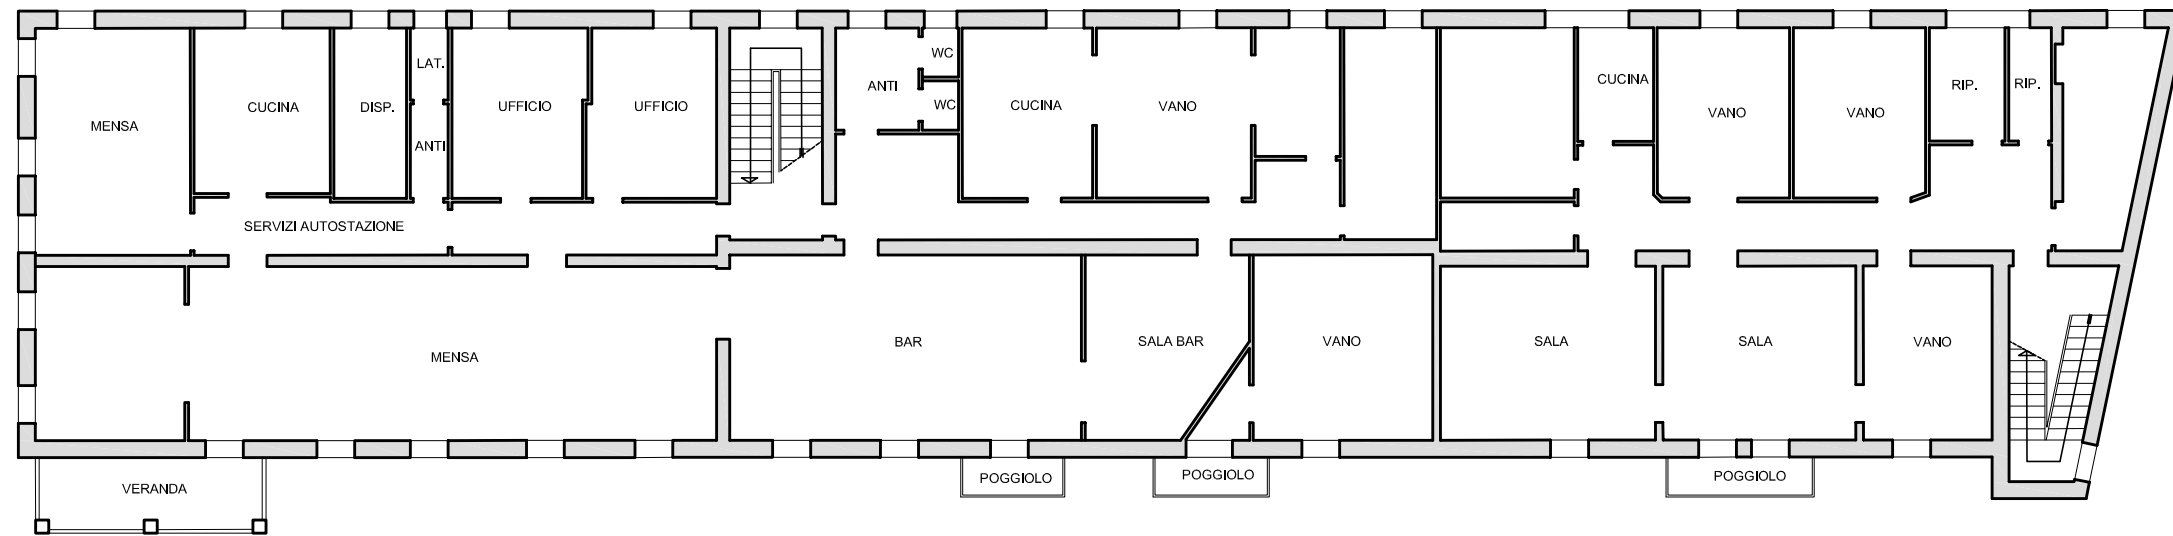 WC
LAT.
CUCINA
RIP.
RIP.
ANTI
CUCINA
DISP.
UFFICIO
UFFICIO
WC
CUCINA
VANO
VANO
VANO
MENSA
ANTI
SERVIZI AUTOSTAZIONE
MENSA
BAR
SALA BAR
VANO
SALA
SALA
VANO
VERANDA
POGGIOLO
POGGIOLO
POGGIOLO